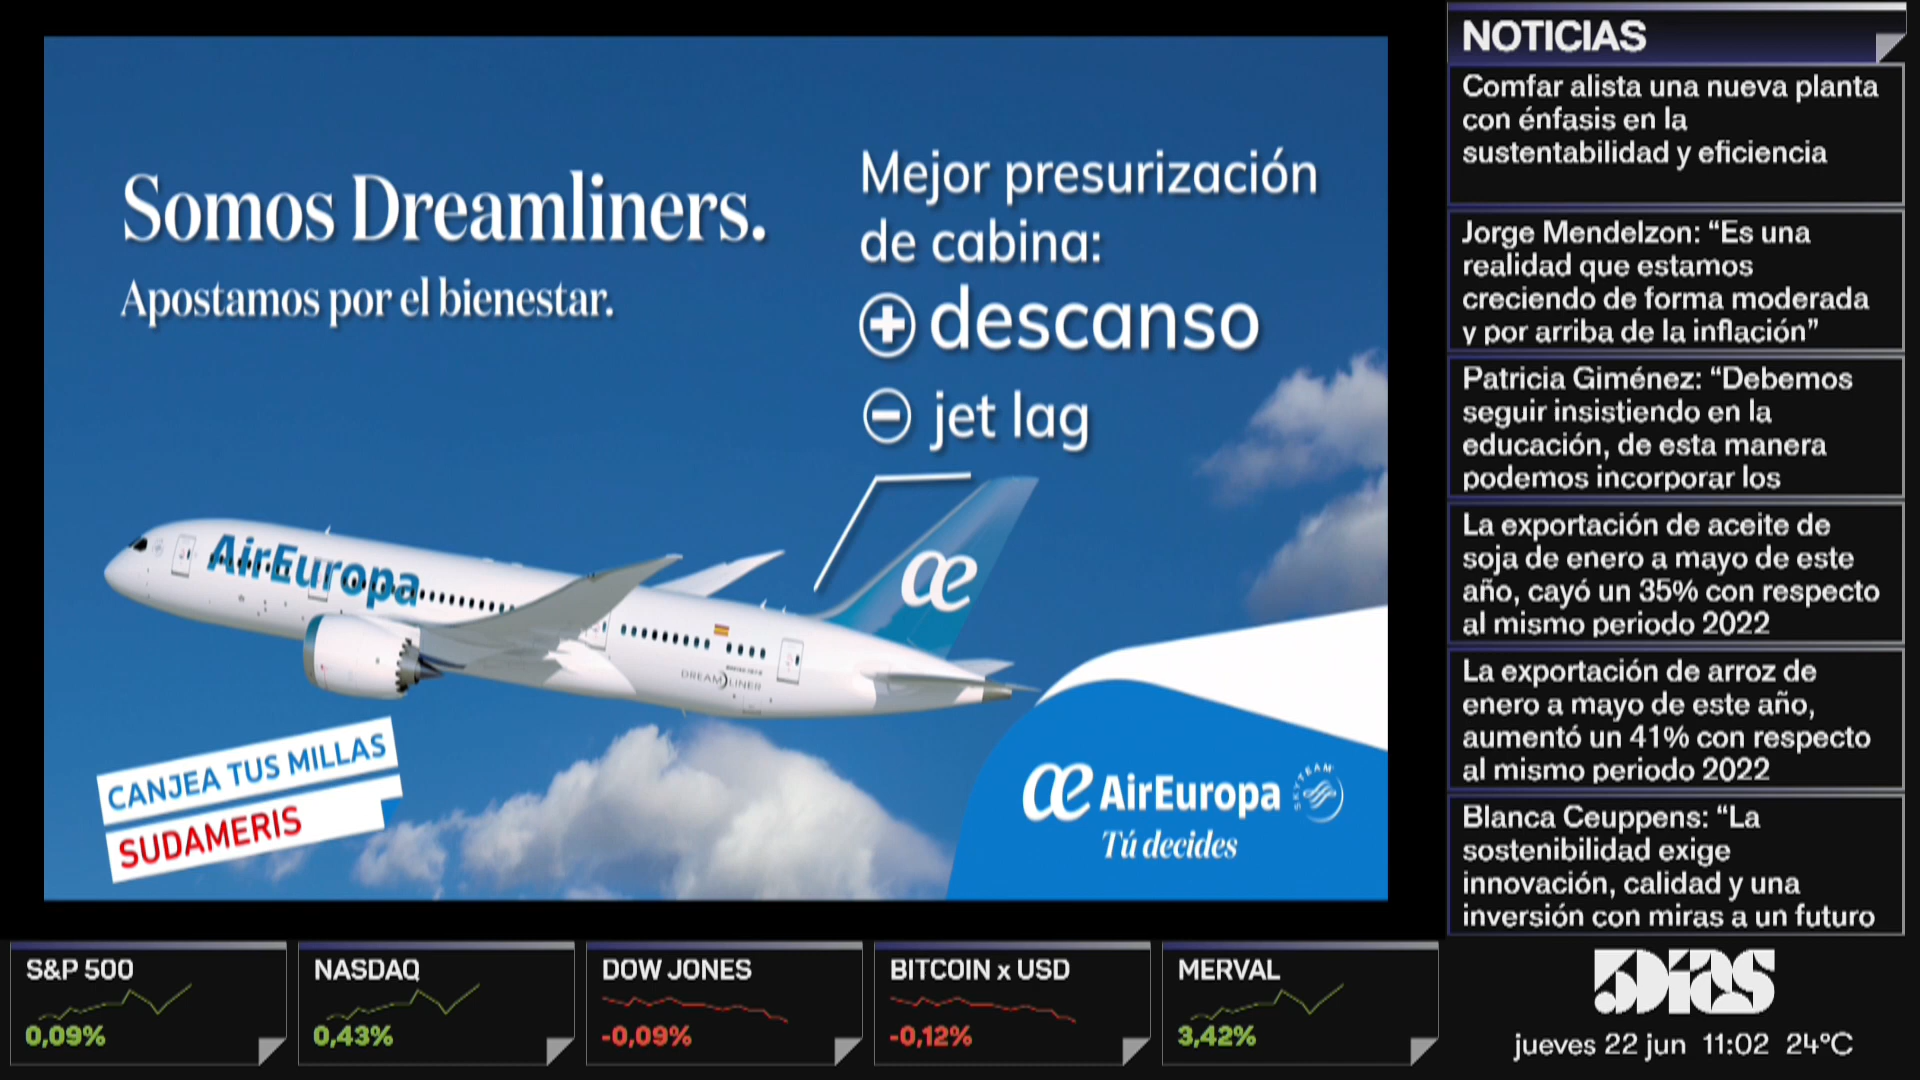 Somos Dreamliners.
Apostamos por el bienestar.
Mejor presurización
de cabina:
+ descanso
- jet lag
AirEuropa
æ
DREAMLINER
CANJEA TUS MILLAS
SUDAMERIS
æ AirEuropa
SKYTEAM
Tú decides
NOTICIAS
Comfar alista una nueva planta
con énfasis en la
sustentabilidad y eficiencia
Jorge Mendelzon: “Es una
realidad que estamos
creciendo de forma moderada
y por arriba de la inflación”
Patricia Giménez: “Debemos
seguir insistiendo en la
educación, de esta manera
podemos incorporar los
La exportación de aceite de
soja de enero a mayo de este
año, cayó un 35% con respecto
al mismo periodo 2022
La exportación de arroz de
enero a mayo de este año,
aumentó un 41% con respecto
al mismo periodo 2022
Blanca Ceuppens: “La
sostenibilidad exige
innovación, calidad y una
inversión con miras a un futuro
S&P 500
0,09%
NASDAQ
0,43%
DOW JONES
-0,09%
BITCOIN x USD
-0,12%
MERVAL
3,42%
5DIAS
jueves 22 jun 11:02 24°C